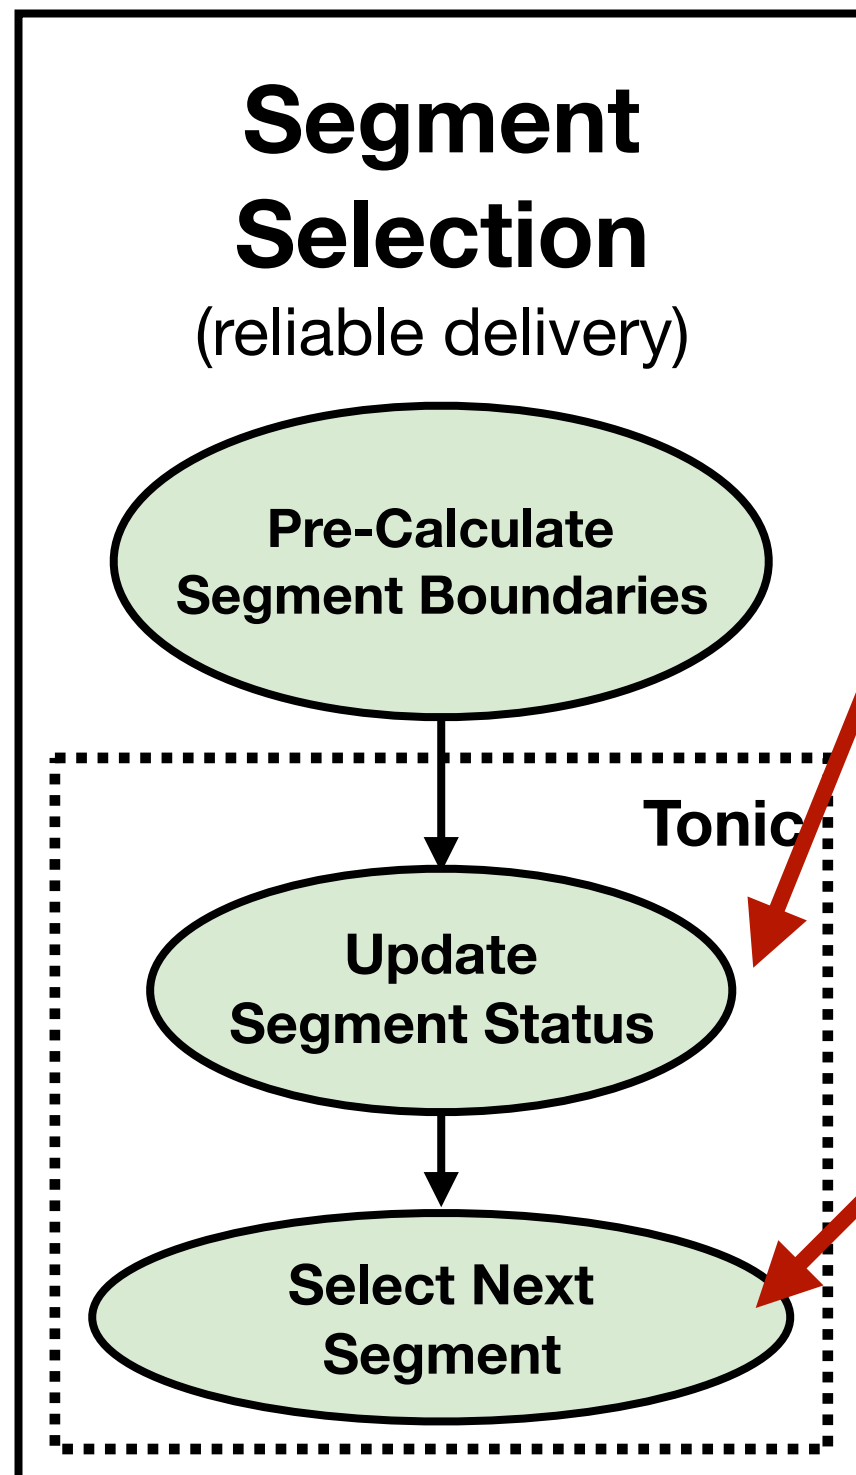 Segment
Selection
(reliable delivery)
Pre-Calculate
Segment Boundaries
Tonic
Update
Segment Status
Select Next
Segment